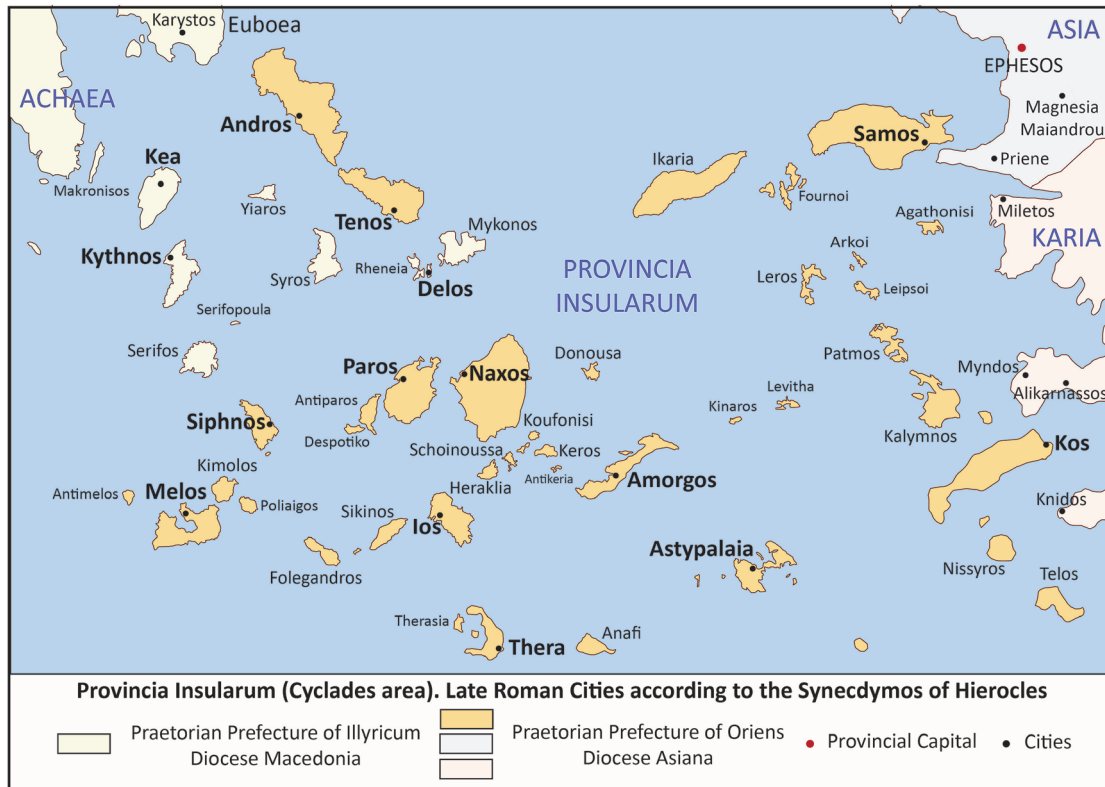 Karystos
Euboea
ASIA
EPHESOS
ACHAEA
Magnesia
Maiandrou
Andros
Samos
Kea
Ikaria
Priene
Makronisos
Yiaros
Fournoi
Tenos
Mykonos
Agathonisi
Miletos
KARIA
Kythnos
Arkoi
Rheneia
PROVINCIA
INSULARUM
Syros
Delos
Leros
Leipsoi
Serifopula
Serifos
Donousa
Patmos
Paros
Naxos
Myndos
Levitha
Alikarnassos
Antiparos
Kinaros
Siphnos
Koufonisi
Despotiko
Kalymnos
Kos
Schoinoussa
Keros
Kimolos
Antikeria
Amorgos
Heraklia
Antimelos
Melos
Poliaigos
Knidos
Sikinos
Ios
Astypalaia
Folegandros
Nissyros
Telos
Therasia
Thera
Anafi
Provincia Insularum (Cyclades area). Late Roman Cities according to the Synecdymos of Hierocles
Praetorian Prefecture of Illyricum
Diocese Macedonia
Praetorian Prefecture of Oriens
Diocese Asiana
Provincial Capital
Cities